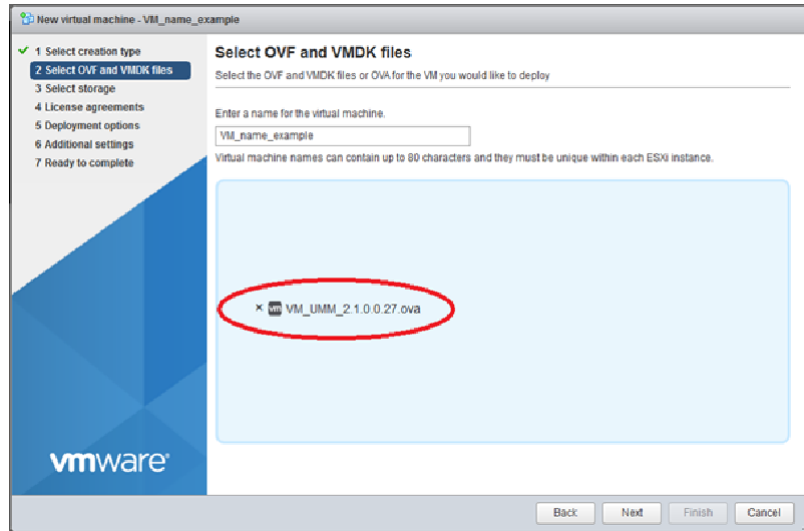 New virtual machine - VM_name_example
1 Select creation type
2 Select OVF and VMDK files
3 Select storage
4 License agreements
5 Deployment options
6 Additional settings
7 Ready to complete
Select OVF and VMDK files
Select the OVF and VMDK files or OVA for the VM you would like to deploy
Enter a name for the virtual machine.
VM_name_example
Virtual machine names can contain up to 80 characters and they must be unique within each ESXi instance.
vm VM_UMM_2.1.0.0.27.ova
vmware®
Back Next Finish Cancel